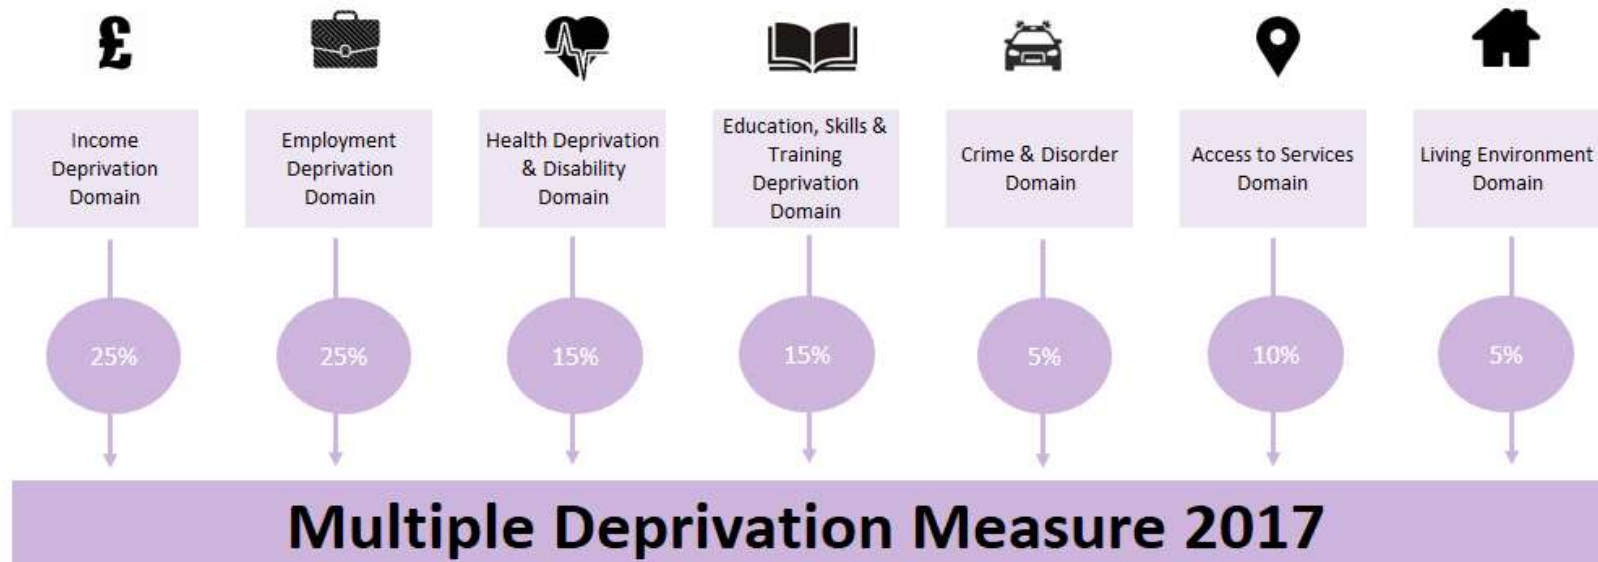 £
Income
Deprivation
Domain
Employment
Deprivation
Domain
Health Deprivation
& Disability
Domain
Education, Skills &
Training
Deprivation
Domain
Crime & Disorder
Domain
Access to Services
Domain
Living Environment
Domain
25%
25%
15%
15%
5%
10%
5%
Multiple Deprivation Measure 2017